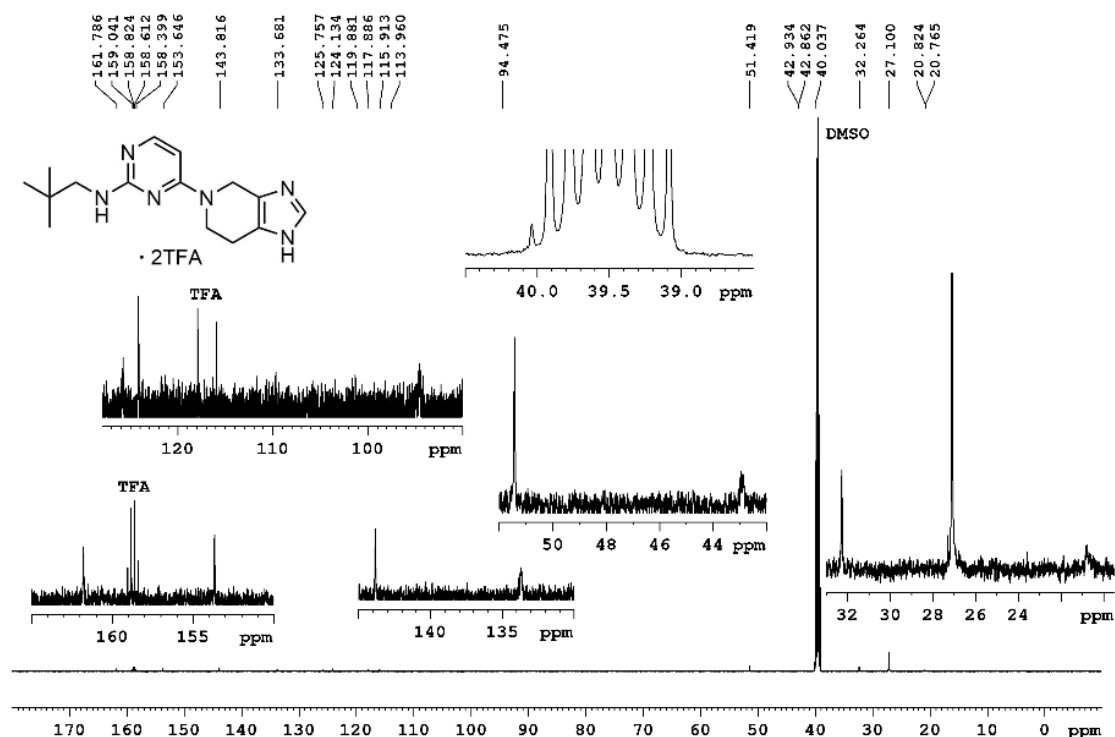 161.786 159.041 158.824 158.612 158.399 153.646 143.816 133.681 125.757 124.134 119.881 117.886 115.913 113.960 94.475 51.419 42.934 42.862 40.037 32.264 27.100 20.824 20.765
DMSO
N
N
N
N
H
N
N
H
· 2TFA
40.0 39.5 39.0 ppm
TFA
120 110 100 ppm
TFA
50 48 46 44 ppm
160 155 ppm
140 135 ppm
32 30 28 26 24 ppm
170 160 150 140 130 120 110 100 90 80 70 60 50 40 30 20 10 0 ppm